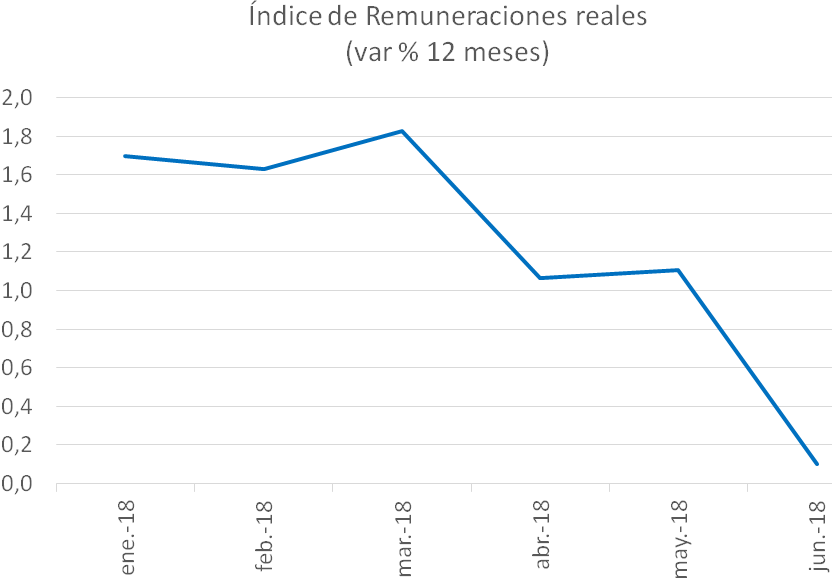 Índice de Remuneraciones reales
(var % 12 meses)
2,0
1,8
1,6
1,4
1,2
1,0
0,8
0,6
0,4
0,2
0,0
ene.-18
feb.-18
mar.-18
abr.-18
may.-18
jun.-18